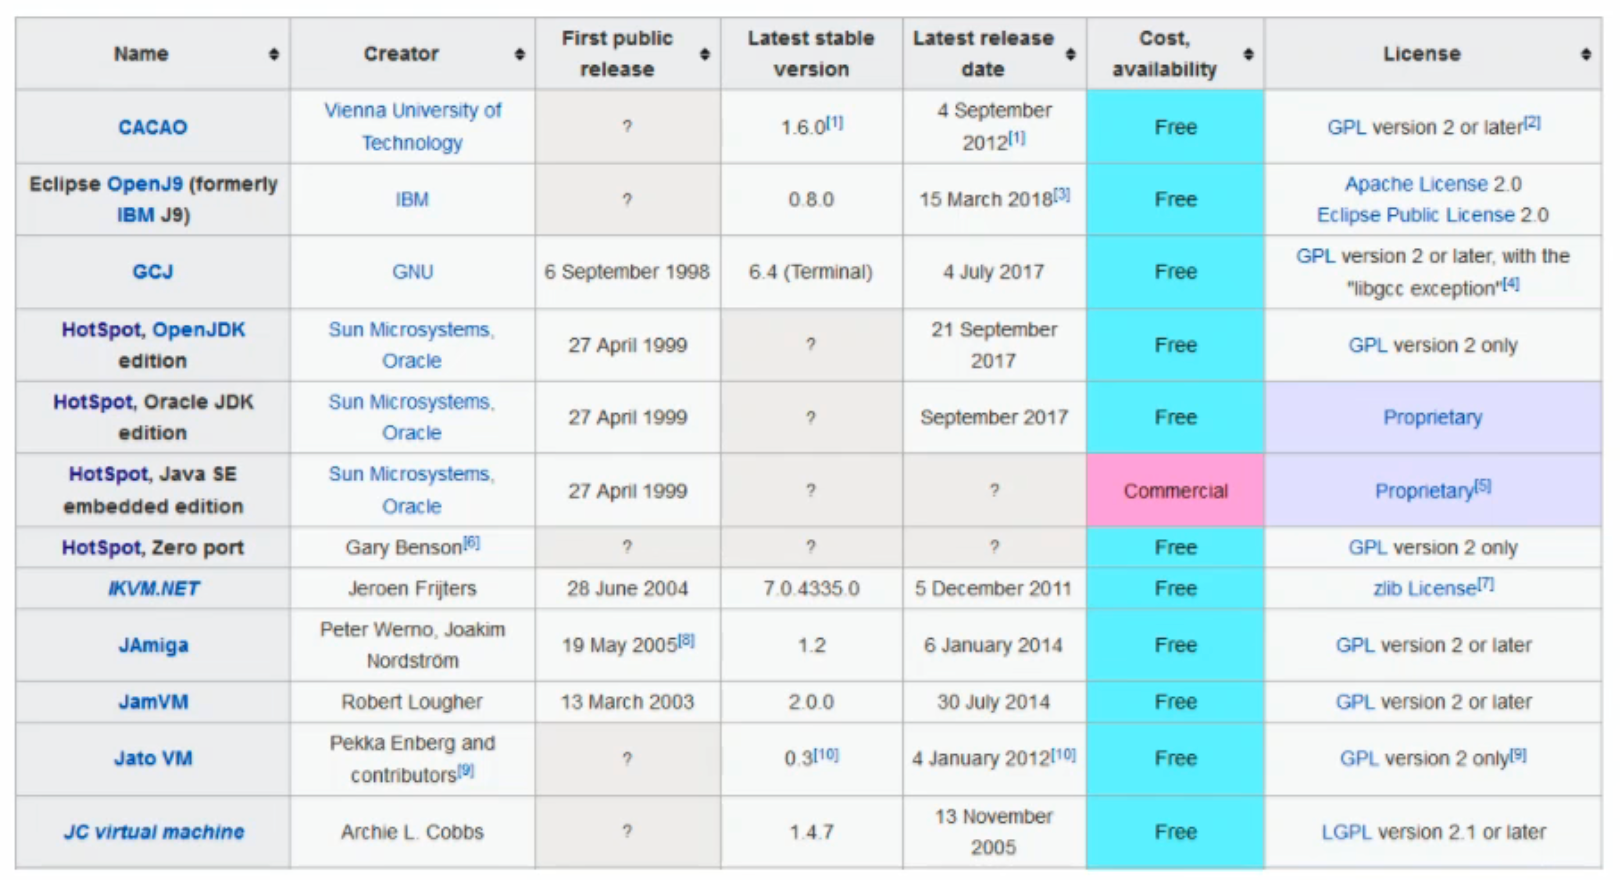 Name Creator First public release Latest stable version Latest release date Cost, availability License
CACAO Vienna University of Technology ? 1.6.0[1] 4 September 2012[1] Free GPL version 2 or later[2]
Eclipse OpenJ9 (formerly IBM J9) IBM ? 0.8.0 15 March 2018[3] Free Apache License 2.0 Eclipse Public License 2.0
GCJ GNU 6 September 1998 6.4 (Terminal) 4 July 2017 Free GPL version 2 or later, with the "libgcc exception"[4]
HotSpot, OpenJDK edition Sun Microsystems, Oracle 27 April 1999 ? 21 September 2017 Free GPL version 2 only
HotSpot, Oracle JDK edition Sun Microsystems, Oracle 27 April 1999 ? September 2017 Free Proprietary
HotSpot, Java SE embedded edition Sun Microsystems, Oracle 27 April 1999 ? ? Commercial Proprietary[5]
HotSpot, Zero port Gary Benson[6] ? ? ? Free GPL version 2 only
IKVM.NET Jeroen Frijters 28 June 2004 7.0.4335.0 5 December 2011 Free zlib License[7]
JAmiga Peter Werno, Joakim Nordström 19 May 2005[8] 1.2 6 January 2014 Free GPL version 2 or later
JamVM Robert Lougher 13 March 2003 2.0.0 30 July 2014 Free GPL version 2 or later
Jato VM Pekka Enberg and contributors[9] ? 0.3[10] 4 January 2012[10] Free GPL version 2 only[9]
JC virtual machine Archie L. Cobbs ? 1.4.7 13 November 2005 Free LGPL version 2.1 or later